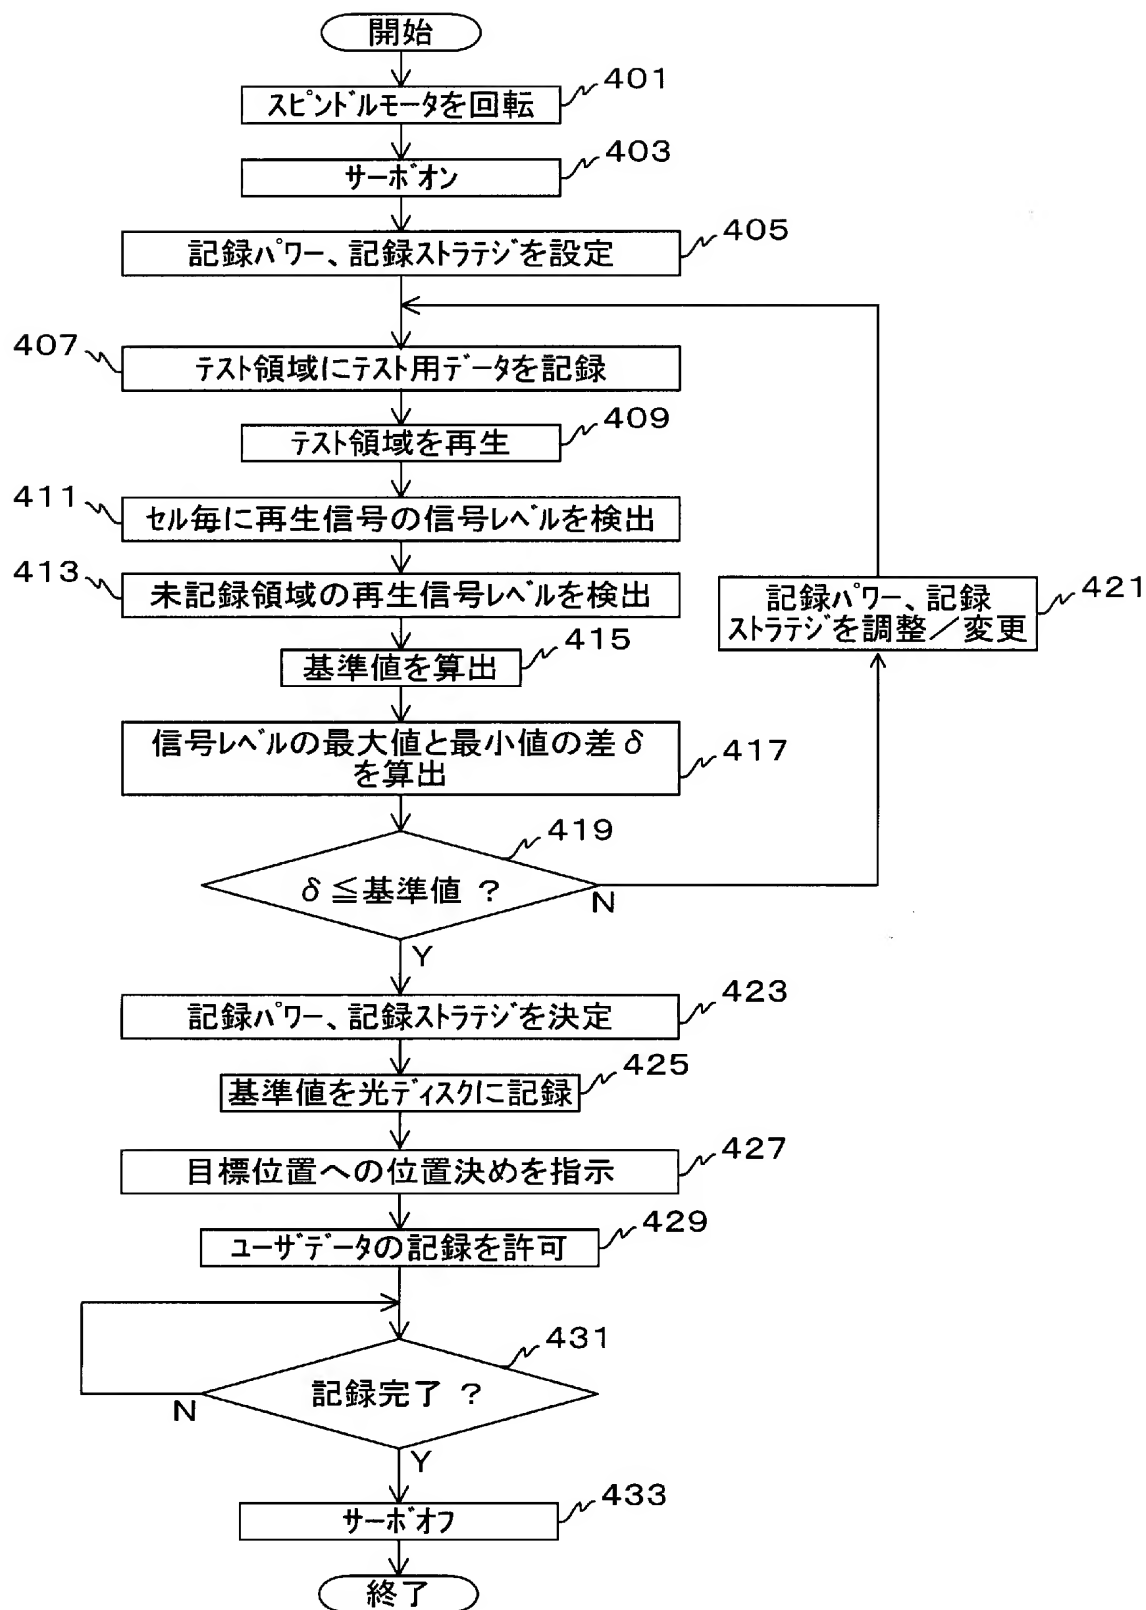 開始
スピンドルモータを回転
401
サーボオン
403
記録パワー、記録ストラテジを設定
405
407
テスト領域にテスト用データを記録
テスト領域を再生
409
411
セル毎に再生信号の信号レベルを検出
413
未記録領域の再生信号レベルを検出
記録パワー、記録
ストラテジを調整／変更
421
基準値を算出
415
信号レベルの最大値と最小値の差δ
を算出
417
δ≦基準値 ？
419
N
Y
記録パワー、記録ストラテジを決定
423
基準値を光ディスクに記録
425
目標位置への位置決めを指示
427
ユーザデータの記録を許可
429
記録完了 ？
431
N
Y
サーボオフ
433
終了